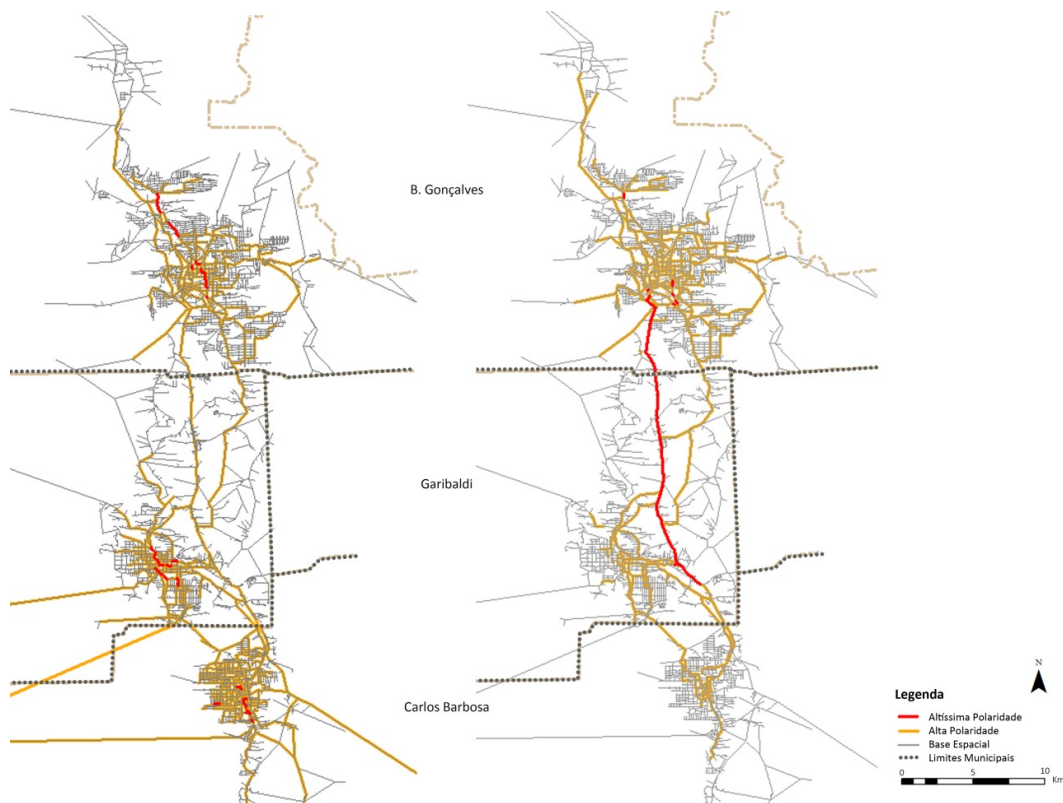 B. Gonçalves
Garibaldi
Carlos Barbosa
N
Legenda
Altíssima Polaridade
Alta Polaridade
Base Espacial
Limites Municipais
0 5 10
Km